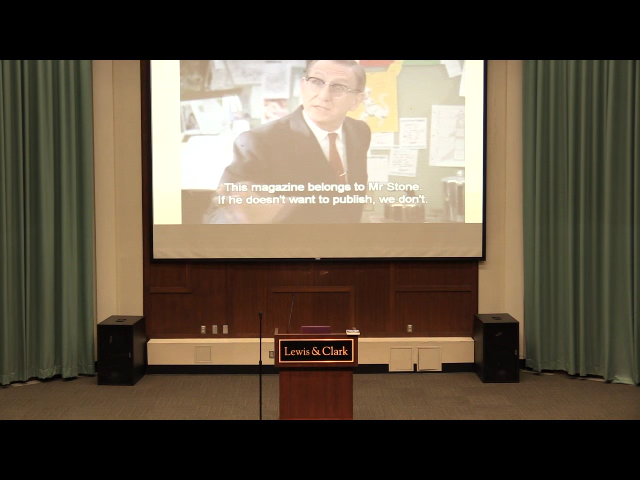 This magazine belongs to Mr Stone.
If he doesn't want to publish, we don't.
Lewis & Clark